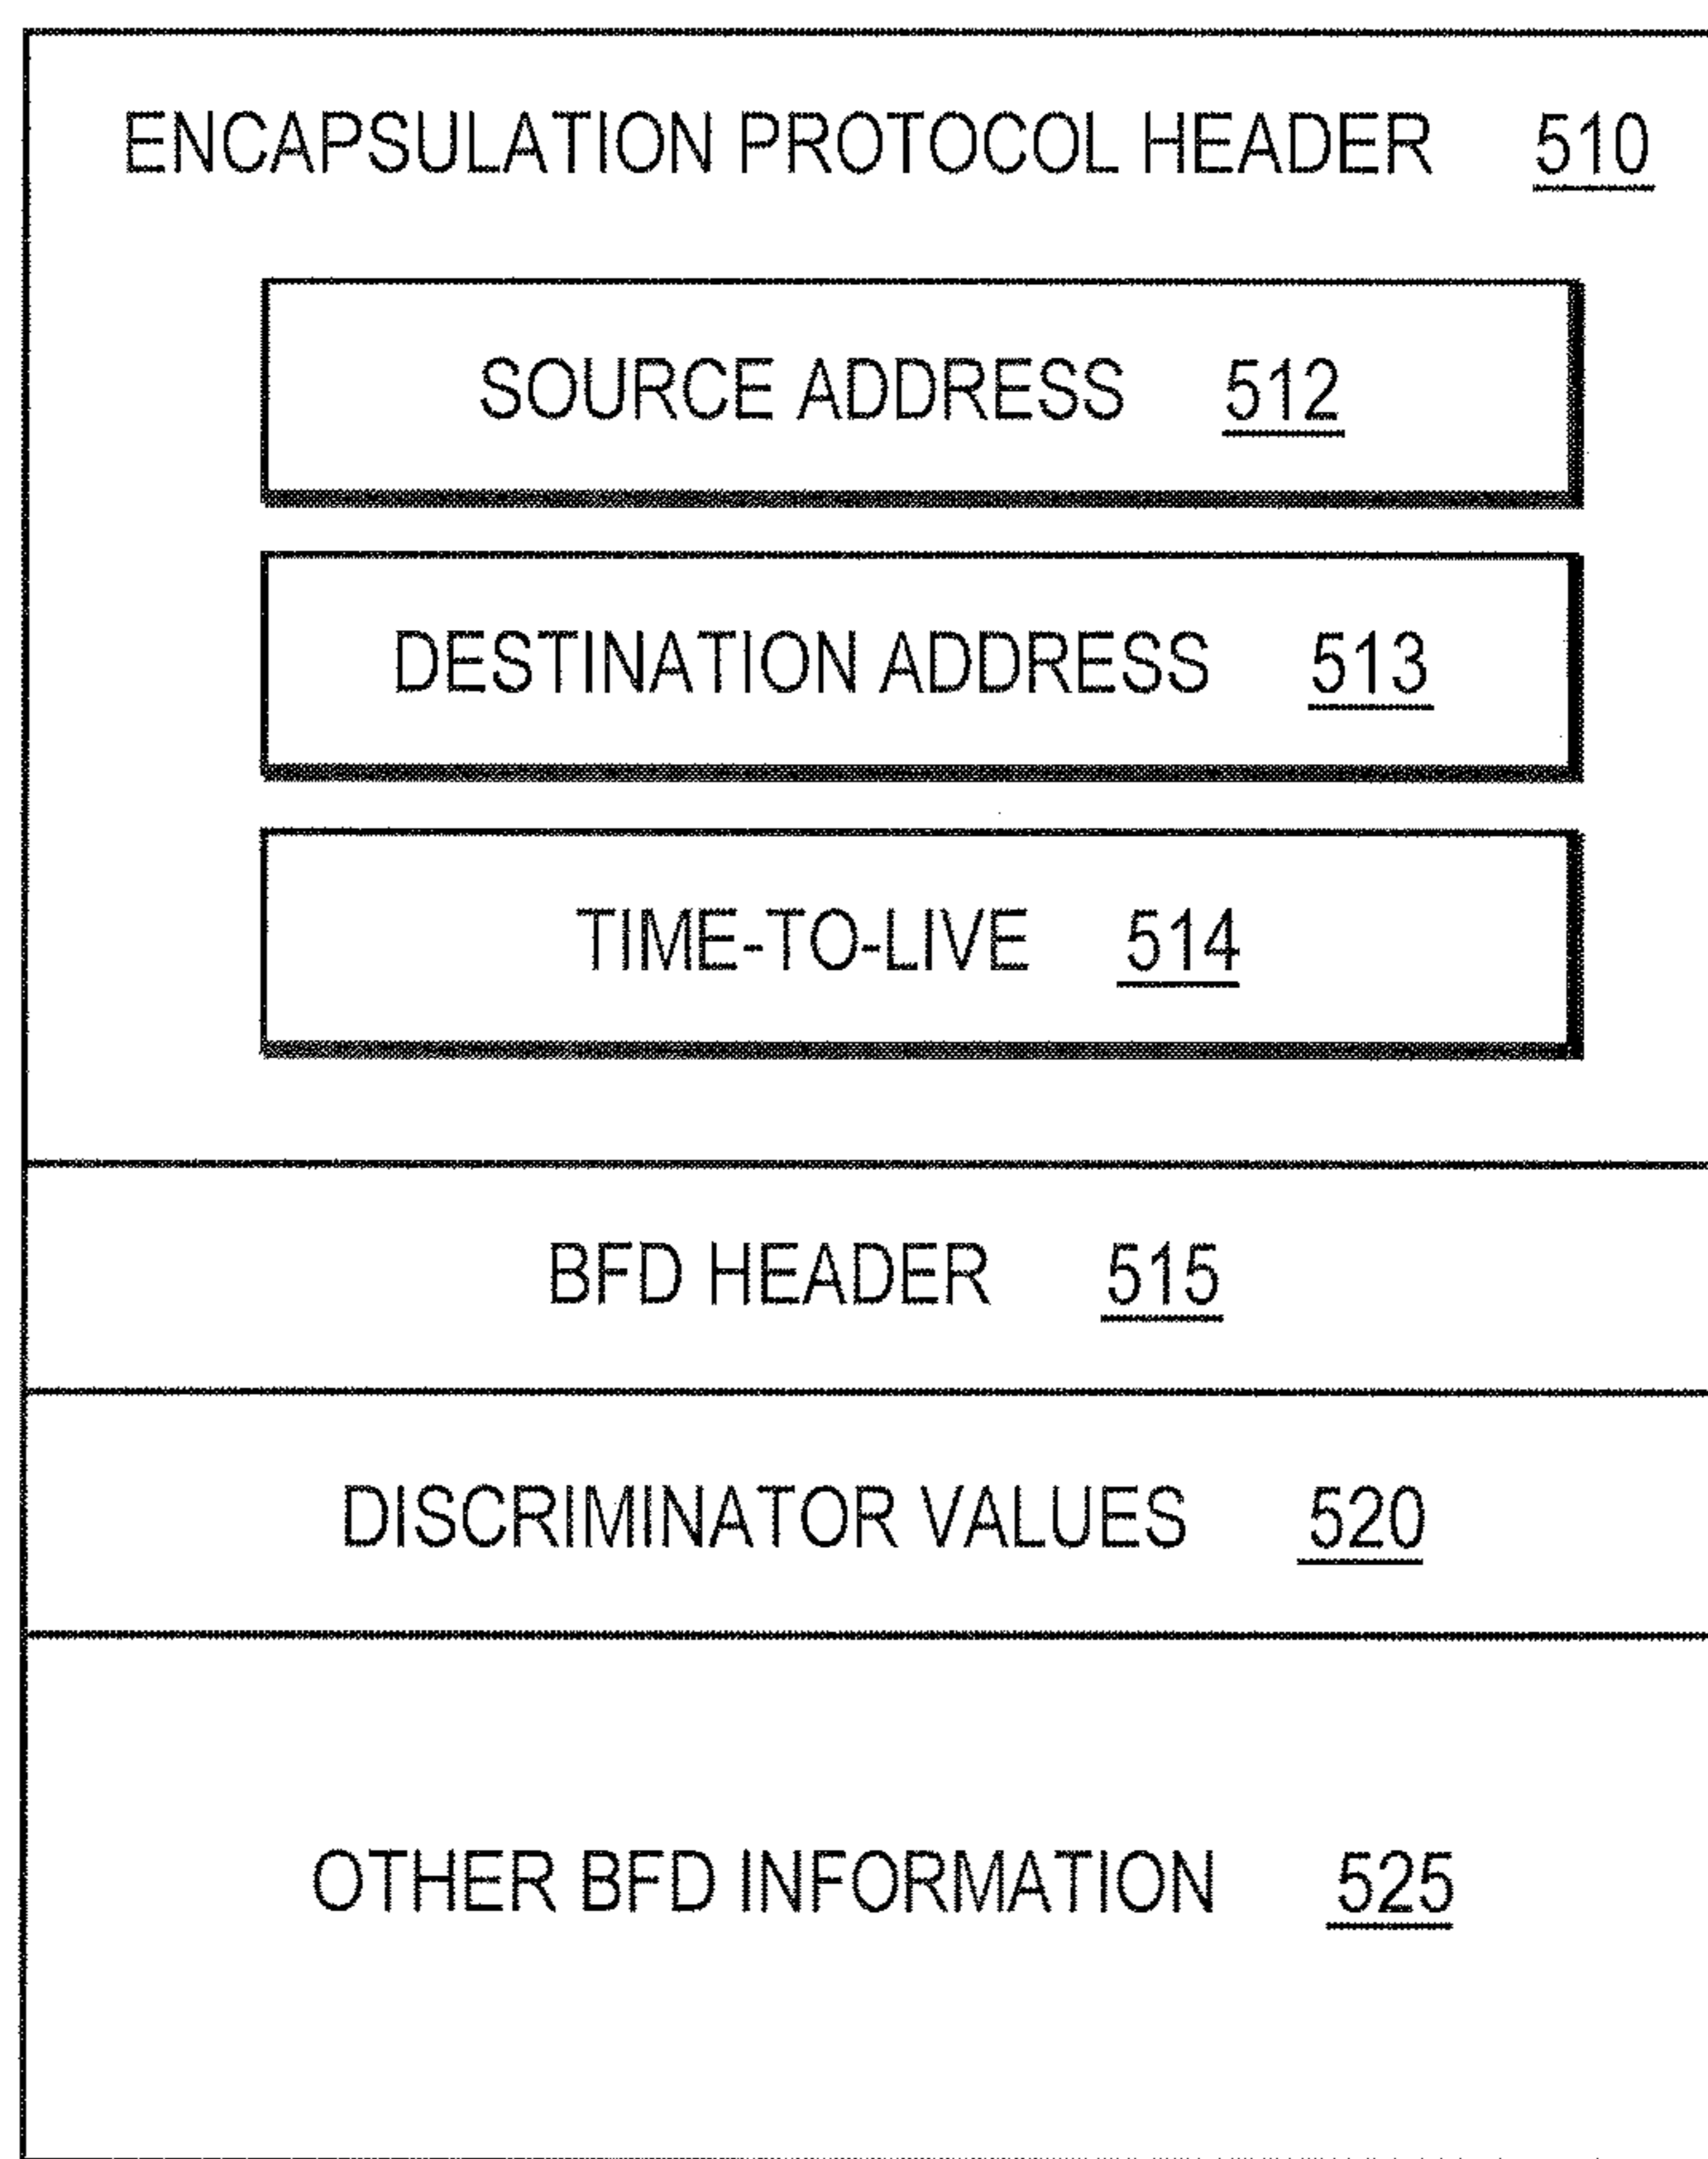 ENCAPSULATION PROTOCOL HEADER 510
SOURCE ADDRESS 512
DESTINATION ADDRESS 513
TIME-TO-LIVE 514
BFD HEADER 515
DISCRIMINATOR VALUES 520
OTHER BFD INFORMATION 525